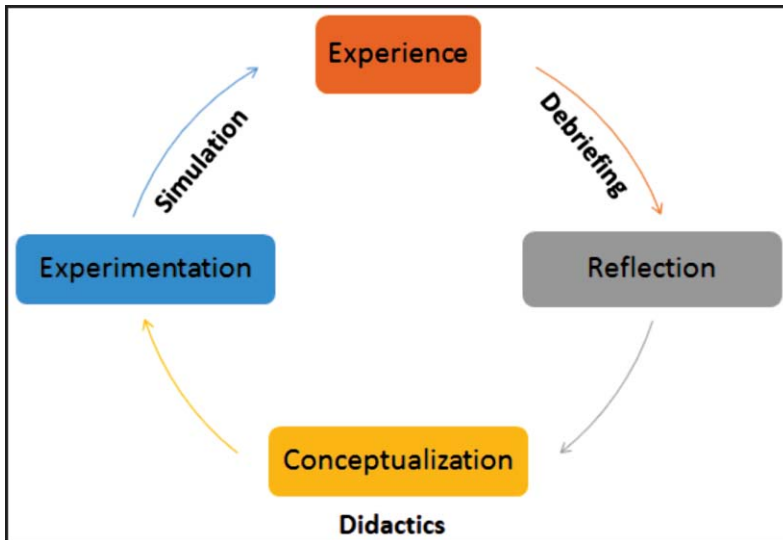 Experience
Simulation
Debriefing
Experimentation
Reflection
Conceptualization
Didactics